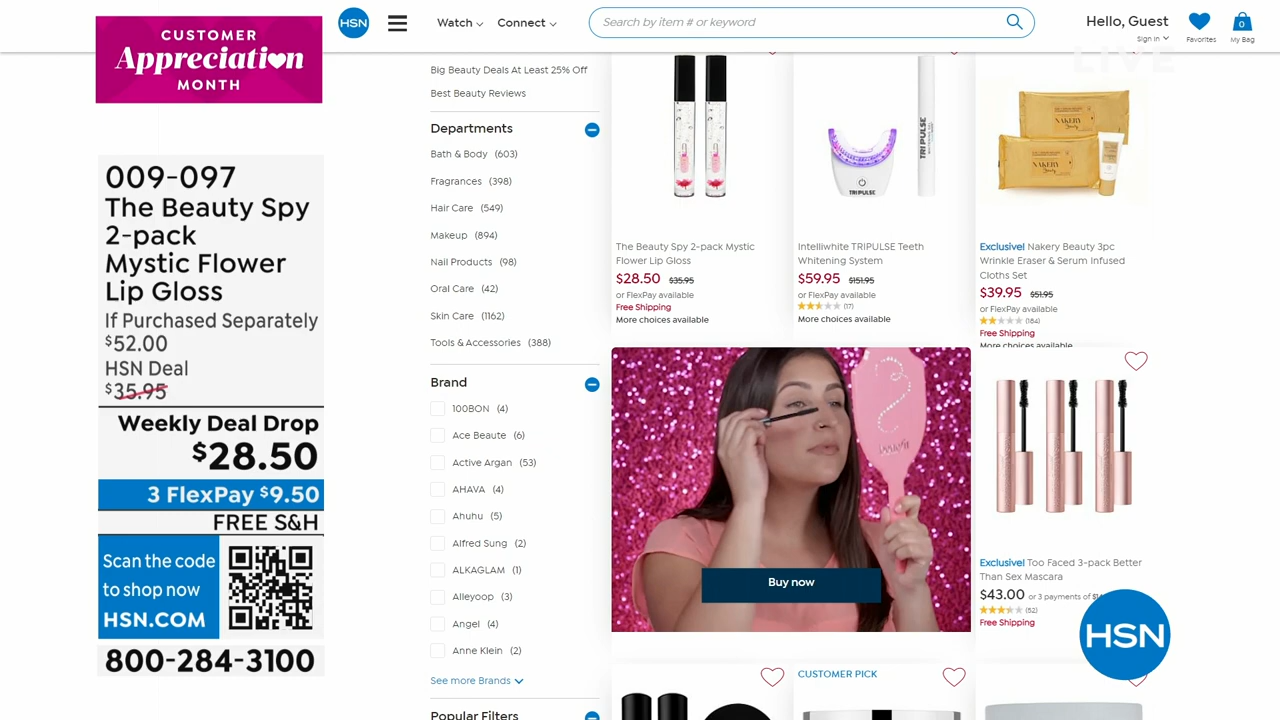 CUSTOMER
Appreciation
MONTH
HSN
Watch
Connect
Search by item # or keyword
Hello, Guest
Sign in
Favorites
0
My Bag
LIVE
009-097
The Beauty Spy
2-pack
Mystic Flower
Lip Gloss
If Purchased Separately
$52.00
HSN Deal
$35.95
Weekly Deal Drop
$28.50
3 FlexPay $9.50
FREE S&H
Scan the code
to shop now
HSN.COM
800-284-3100
Big Beauty Deals At Least 25% Off
Best Beauty Reviews
Departments
Bath & Body (603)
Fragrances (398)
Hair Care (549)
Makeup (894)
Nail Products (98)
Oral Care (42)
Skin Care (1162)
Tools & Accessories (388)
Brand
100BON (4)
Ace Beaute (6)
Active Argan (53)
AHAVA (4)
Ahuhu (5)
Alfred Sung (2)
ALKAGLAM (1)
Alleyoop (3)
Angel (4)
Anne Klein (2)
See more Brands
Popular Filters
The Beauty Spy 2-pack Mystic
Flower Lip Gloss
$28.50 $35.95
or FlexPay available
Free Shipping
More choices available
TRIPULSE
TRIPULSE
Intelliwhite TRIPULSE Teeth
Whitening System
$59.95 $151.95
or FlexPay available
(17)
More choices available
NAKERY
Beauty
NAKERY
Beauty
Exclusive! Nakery Beauty 3pc
Wrinkle Eraser & Serum Infused
Cloths Set
$39.95 $51.95
or FlexPay available
(184)
Free Shipping
More choices available
benefit
Buy now
Exclusive! Too Faced 3-pack Better
Than Sex Mascara
$43.00 or 3 payments of
(52)
Free Shipping
HSN
CUSTOMER PICK